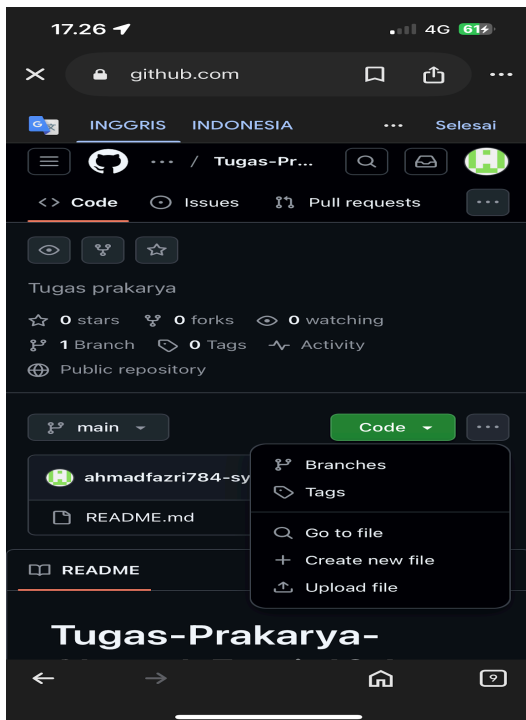 17.26
4G 61
github.com
INGGRIS INDONESIA ... Selesai
... / Tugas-Pr...
Code Issues Pull requests ...
Tugas prakarya
0 stars 0 forks 0 watching
1 Branch 0 Tags Activity
Public repository
main Code ...
Branches
Tags
ahmadfazri784-sy
README.md
Go to file
Create new file
Upload file
README
Tugas-Prakarya-
9